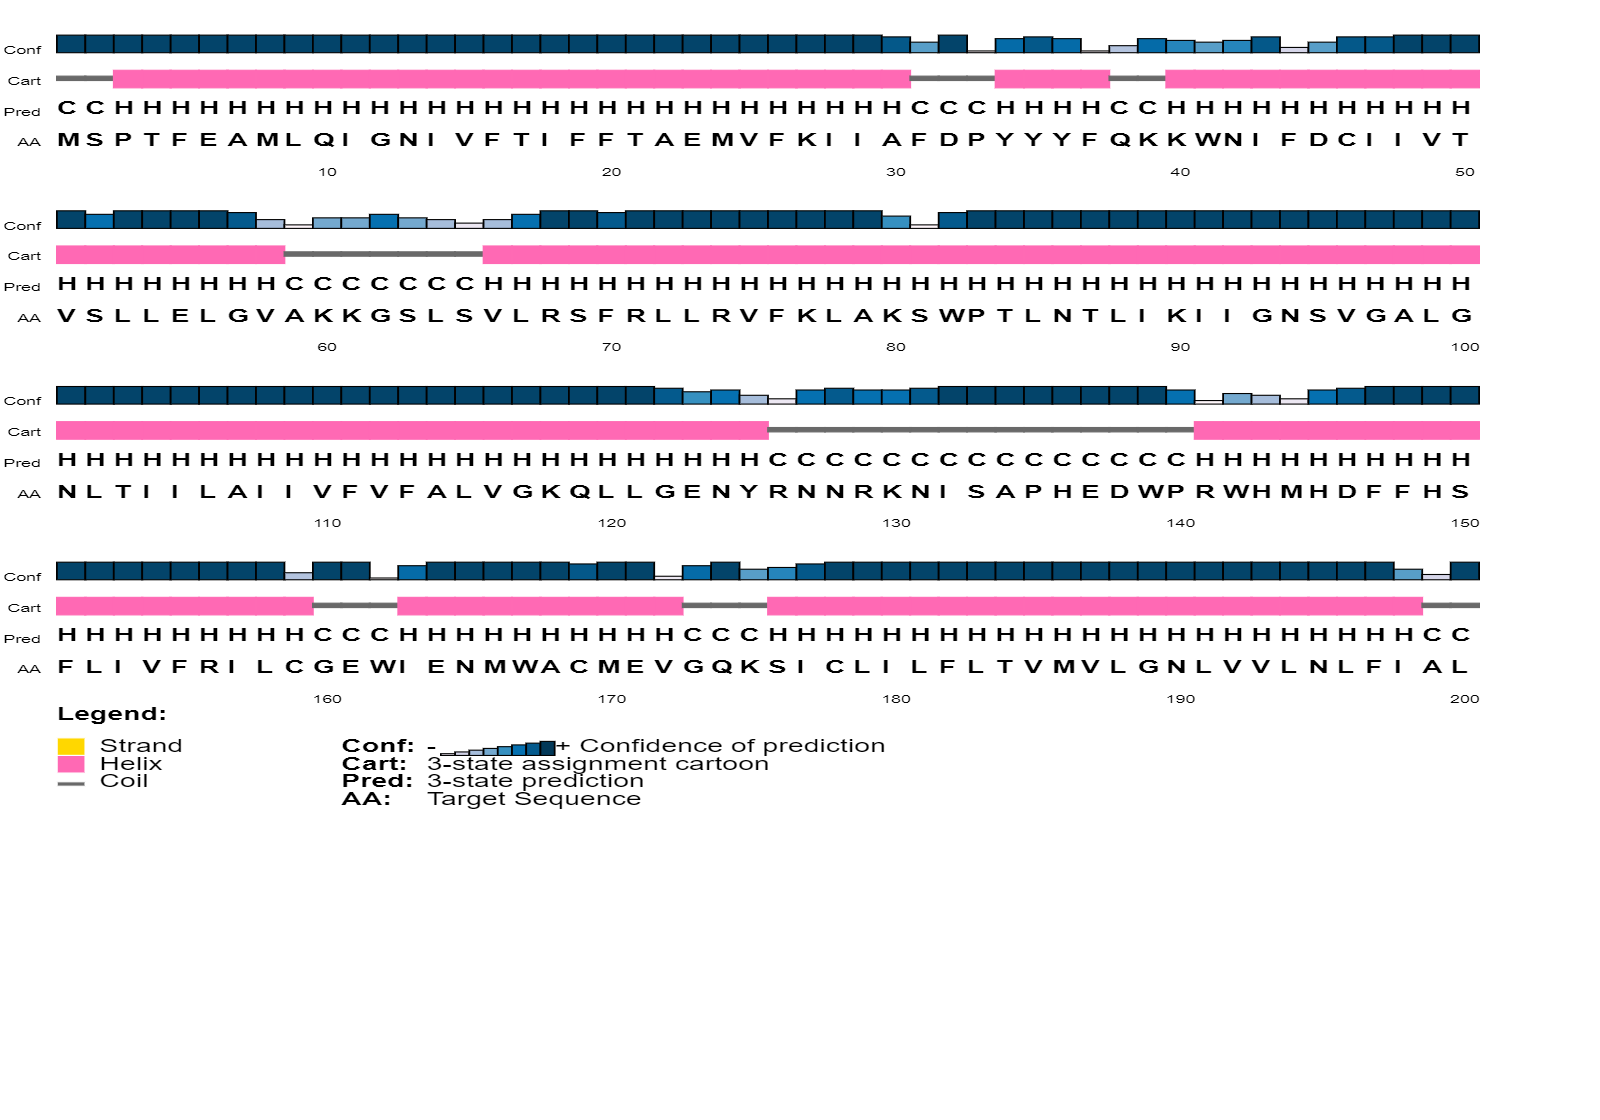 Conf
Cart
Pred C C H H H H H H H H H H H H H H H H H H H H H H H H H H H H C C C H H H H C C H H H H H H H H H H H
AA M S P T F E A M L Q I G N I V F T I F F T A E M V F K I I A F D P Y Y Y F Q K K W N I F D C I I V T
10 20 30 40 50
Conf
Cart
Pred H H H H H H H H C C C C C C C H H H H H H H H H H H H H H H H H H H H H H H H H H H H H H H H H H H
AA V S L L E L G V A K K G S L S V L R S F R L L R V F K L A K S W P T L N T L I K I I G N S V G A L G
60 70 80 90 100
Conf
Cart
Pred H H H H H H H H H H H H H H H H H H H H H H H H H C C C C C C C C C C C C C C C H H H H H H H H H H
AA N L T I I L A I I V F V F A L V G K Q L L G E N Y R N N R K N I S A P H E D W P R W H M H D F F H S
110 120 130 140 150
Conf
Cart
Pred H H H H H H H H H C C C H H H H H H H H H H C C C H H H H H H H H H H H H H H H H H H H H H H H C C
AA F L I V F R I L C G E W I E N M W A C M E V G Q K S I C L I L F L T V M V L G N L V V L N L F I A L
160 170 180 190 200
Legend:
Strand
Helix
Coil
Conf: - + Confidence of prediction
Cart: 3-state assignment cartoon
Pred: 3-state prediction
AA: Target Sequence